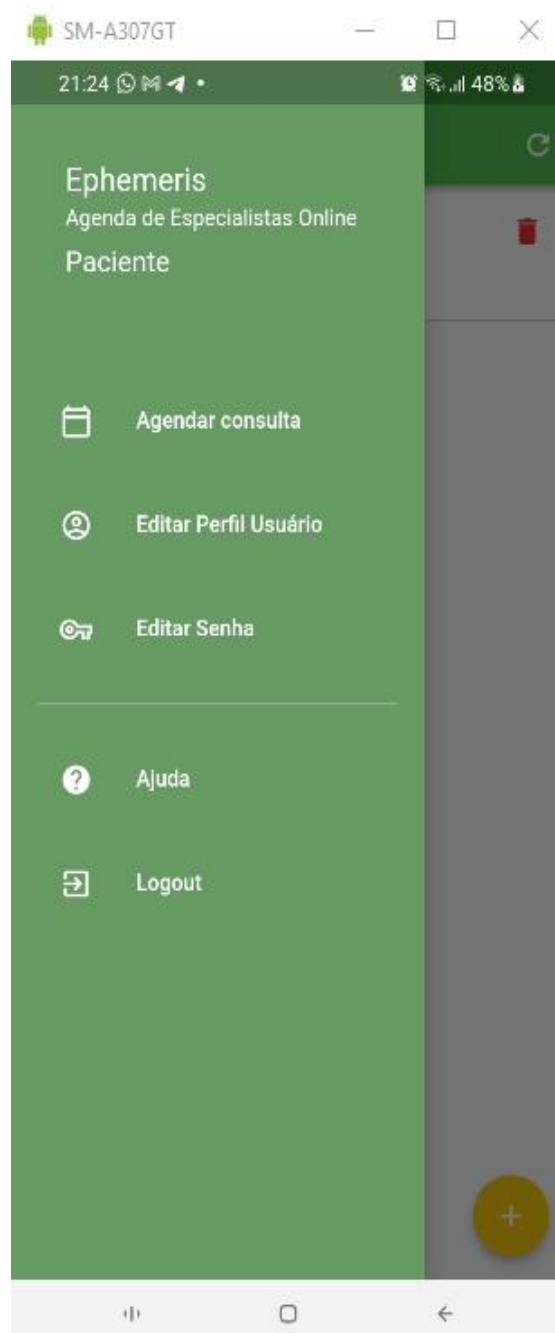 SM-A307GT
21:24
48%
Ephemeris
Agenda de Especialistas Online
Paciente
Agendar consulta
Editar Perfil Usuário
Editar Senha
Ajuda
Logout